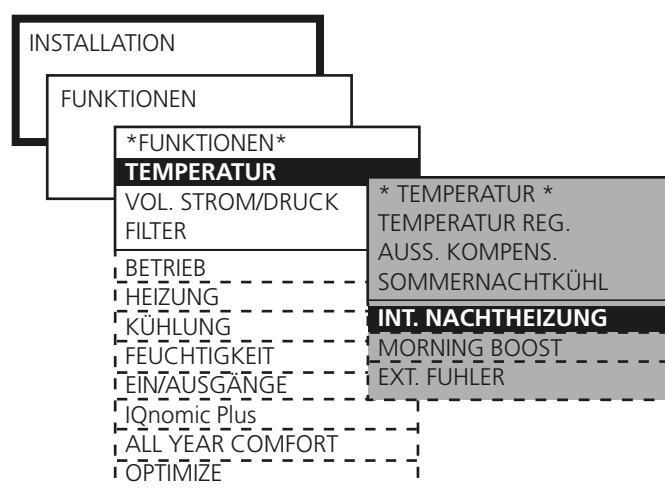 INSTALLATION
FUNKTIONEN
*FUNKTIONEN*
TEMPERATUR
VOL. STROM/DRUCK
FILTER
BETRIEB
HEIZUNG
KÜHLUNG
FEUCHTIGKEIT
EIN/AUSGÄNGE
IQnomic Plus
ALL YEAR COMFORT
OPTIMIZE
* TEMPERATUR *
TEMPERATUR REG.
AUSS. KOMPENS.
SOMMERNACHTKÜHL
INT. NACHTHEIZUNG
MORNING BOOST
EXT. FUHLER